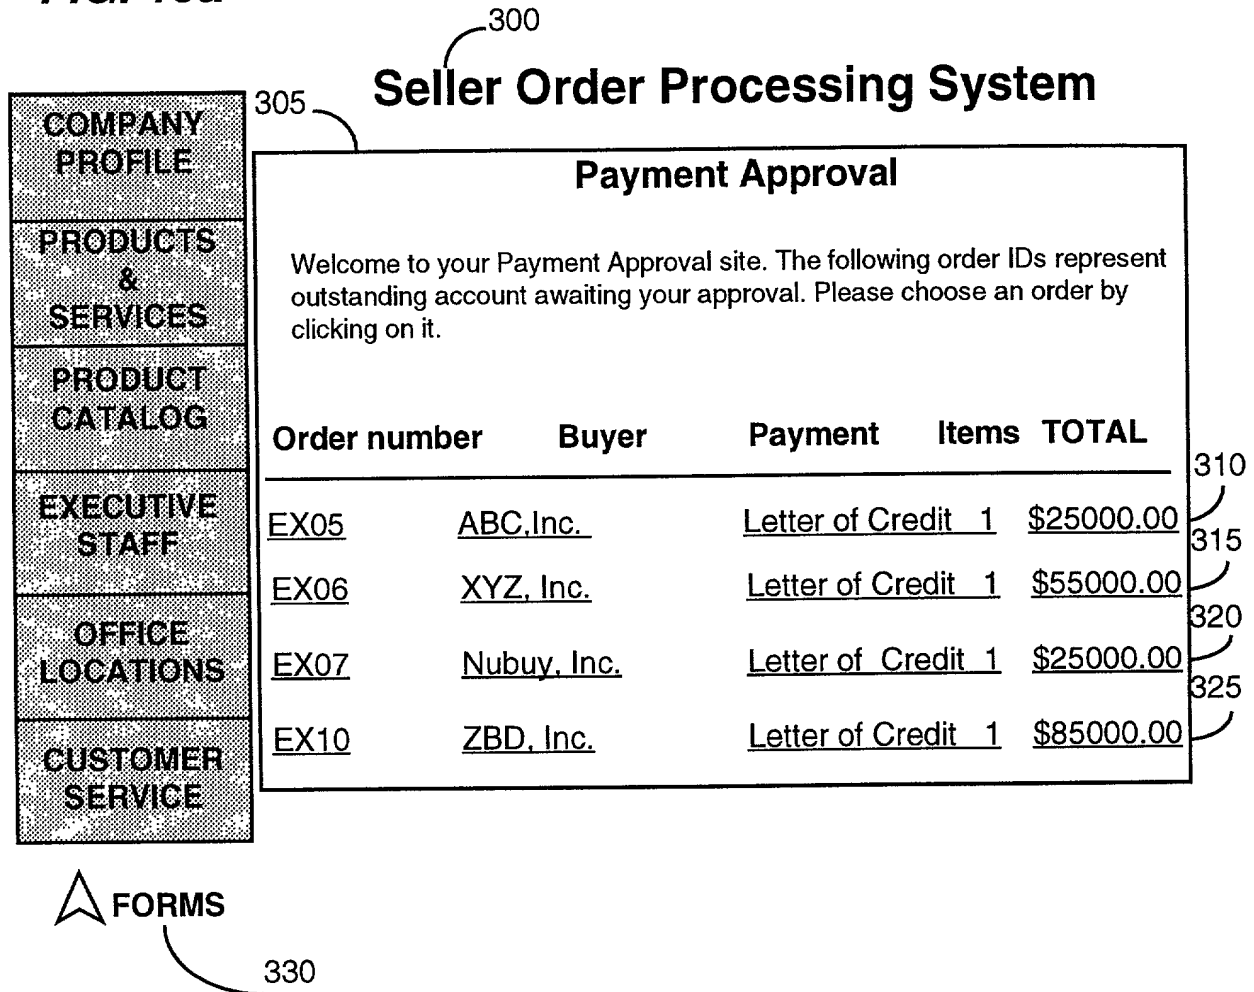 300
Seller Order Processing System
305
COMPANY
PROFILE
PRODUCTS
&
SERVICES
PRODUCT
CATALOG
EXECUTIVE
STAFF
OFFICE
LOCATIONS
CUSTOMER
SERVICE
Payment Approval
Welcome to your Payment Approval site. The following order IDs represent
outstanding account awaiting your approval. Please choose an order by
clicking on it.
Order number Buyer Payment Items TOTAL
310
EX05 ABC,Inc. Letter of Credit 1 $25000.00
315
EX06 XYZ, Inc. Letter of Credit 1 $55000.00
320
EX07 Nubuy, Inc. Letter of Credit 1 $25000.00
325
EX10 ZBD, Inc. Letter of Credit 1 $85000.00
FORMS
330